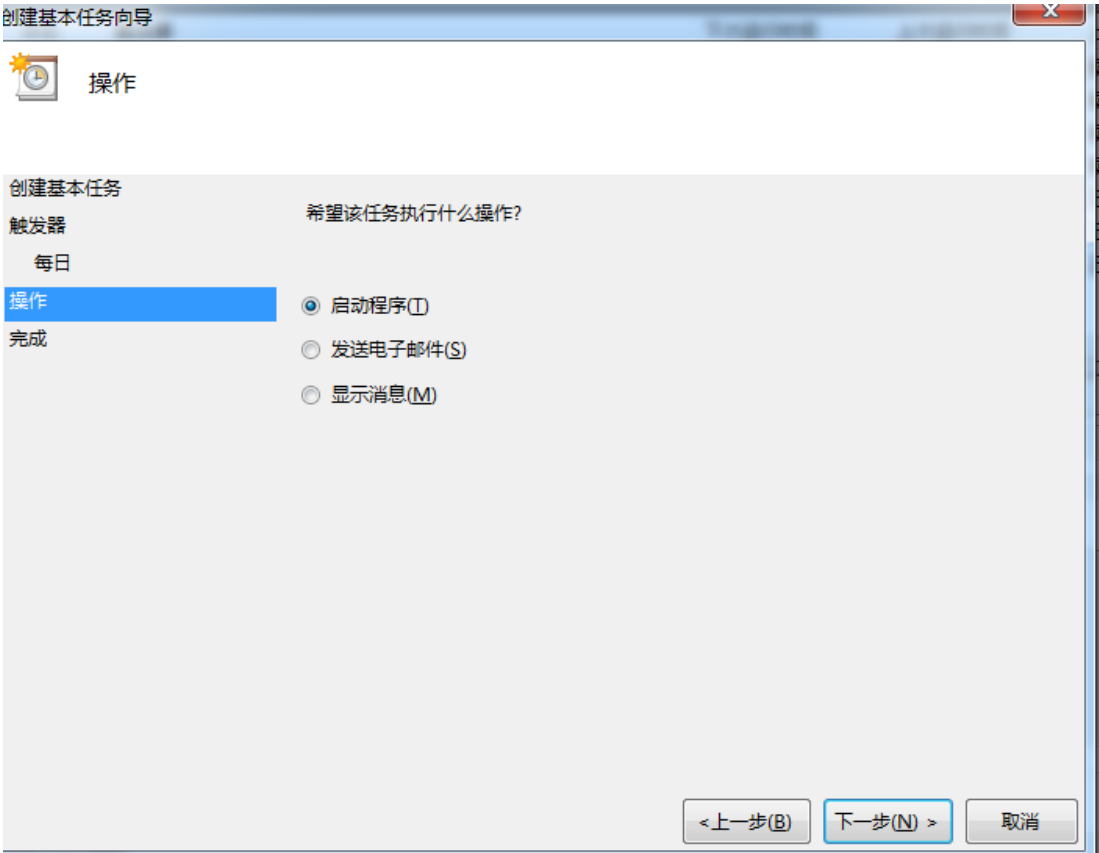 创建基本任务向导
操作
创建基本任务
触发器
每日
操作
完成
希望该任务执行什么操作?
启动程序(T)
发送电子邮件(S)
显示消息(M)
<上一步(B)
下一步(N) >
取消